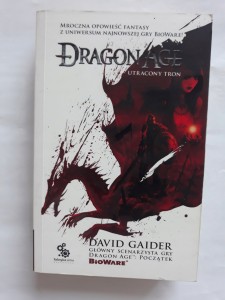 MROCZNA OPOWIEŚĆ FANTASY
Z UNIWERSUM NAJNOWSZEJ GRY BIOWARE!
DRAGON AGE
UTRACONY TRON
DAVID GAIDER
GŁÓWNY SCENARZYSTA GRY
DRAGON AGE™: POCZĄTEK
BIOWARE®